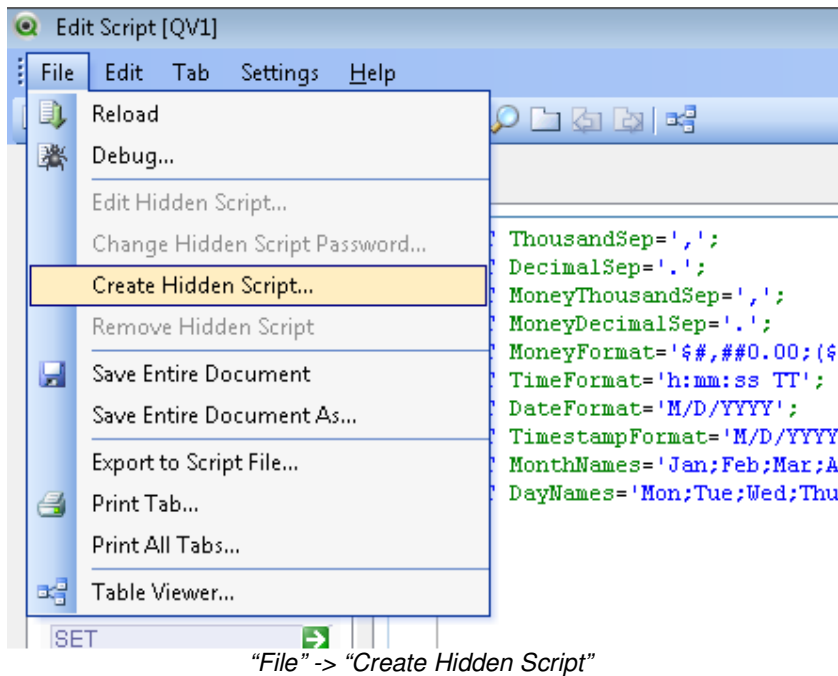 Edit Script [QV1]
File Edit Tab Settings Help
Reload
Debug...
Edit Hidden Script...
Change Hidden Script Password...
Create Hidden Script...
Remove Hidden Script
Save Entire Document
Save Entire Document As...
Export to Script File...
Print Tab...
Print All Tabs...
Table Viewer...
ThousandSep=',';
DecimalSep='.';
MoneyThousandSep=',';
MoneyDecimalSep='.';
MoneyFormat='$#,##0.00;($
TimeFormat='h:mm:ss TT';
DateFormat='M/D/YYYY';
TimestampFormat='M/D/YYYY
MonthNames='Jan;Feb;Mar;A
DayNames='Mon;Tue;Wed;Thu
SET
“File” -> “Create Hidden Script”